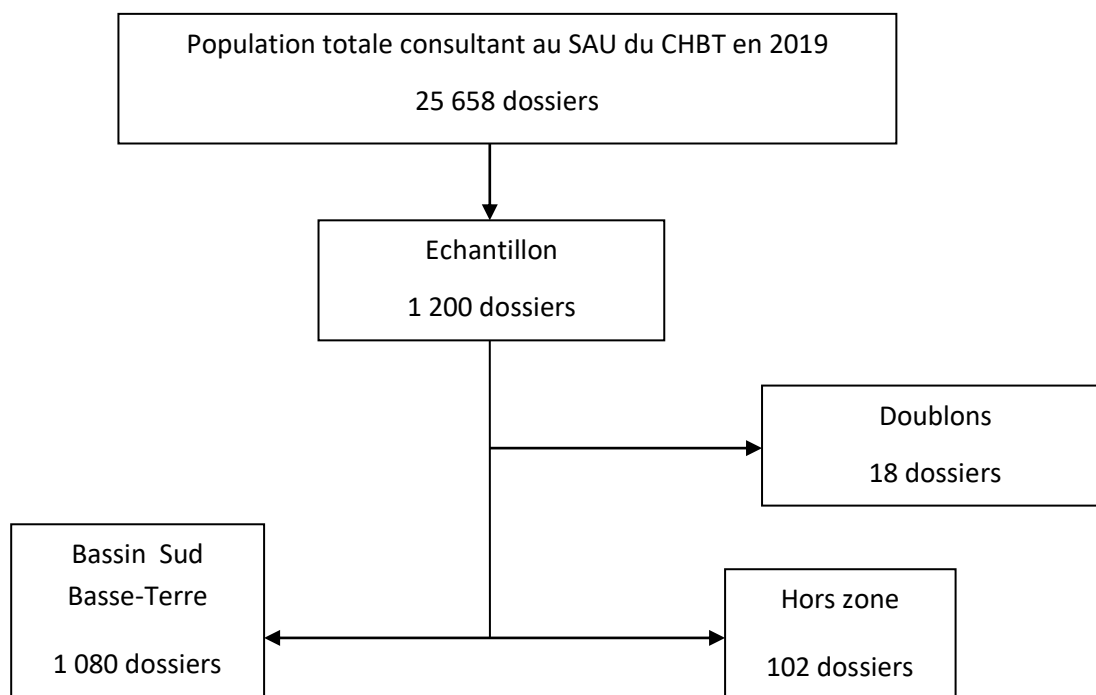 Population totale consultant au SAU du CHBT en 2019
25 658 dossiers
Echantillon
1 200 dossiers
Doublons
18 dossiers
Bassin Sud
Basse-Terre
1 080 dossiers
Hors zone
102 dossiers